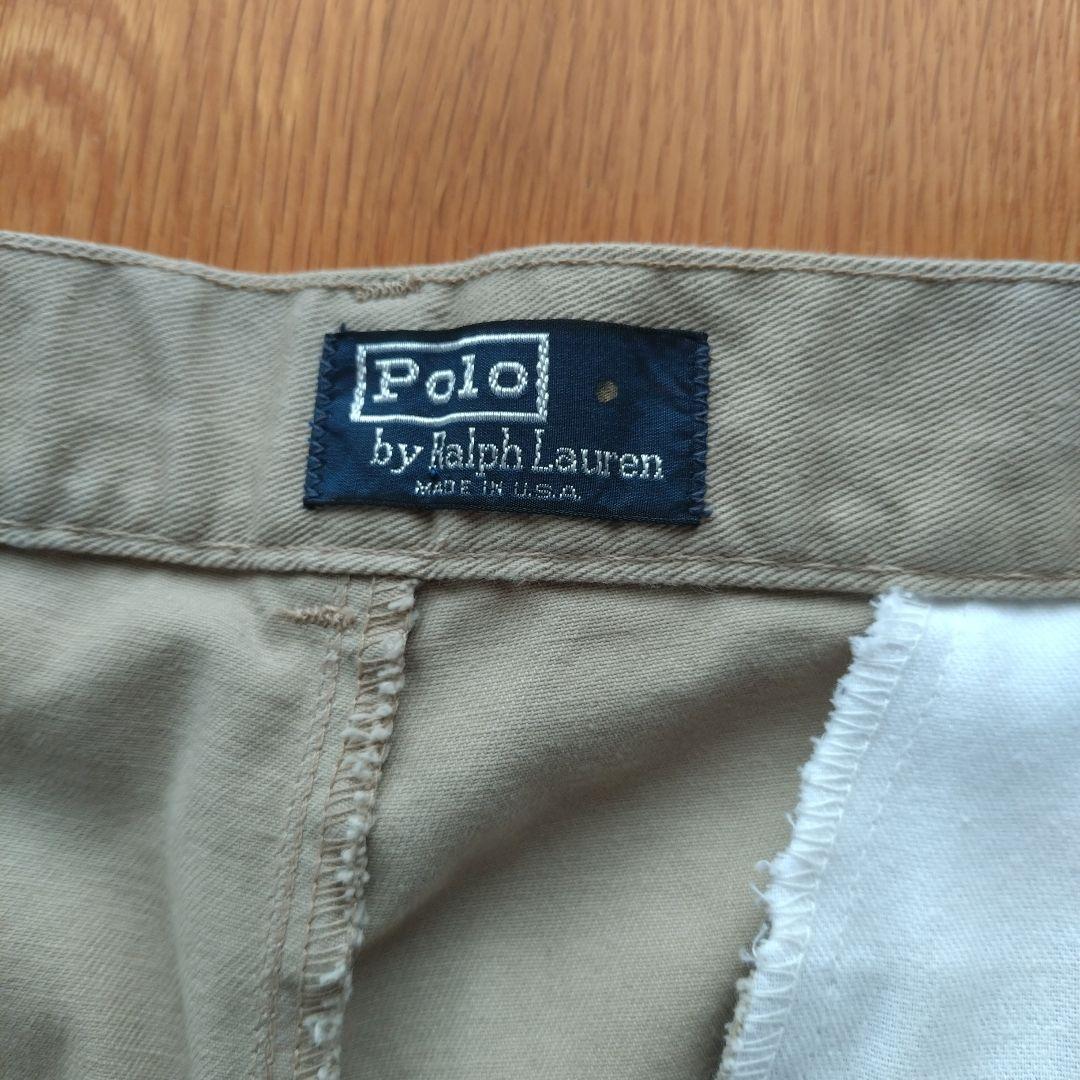 Polo
by Ralph Lauren
MADE IN U.S.A.